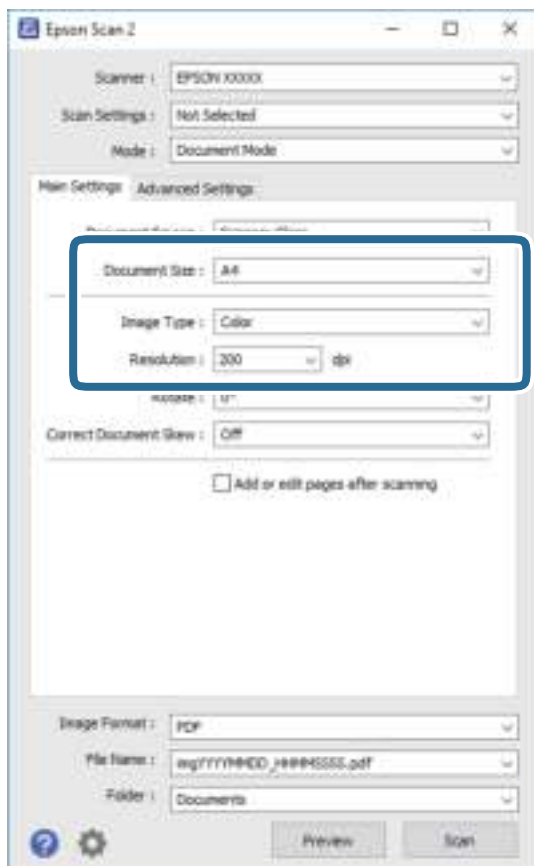 Epson Scan 2
Scanner : EPSON XXXXX
Scan Settings : Not Selected
Mode : Document Mode
Main Settings Advanced Settings
Document Size : A4
Image Type : Color
Resolution : 200 dpi
Rotate : 0°
Correct Document Skew : Off
Add or edit pages after scanning
Image Format : PDF
File Name :
Folder : Documents
Preview Scan